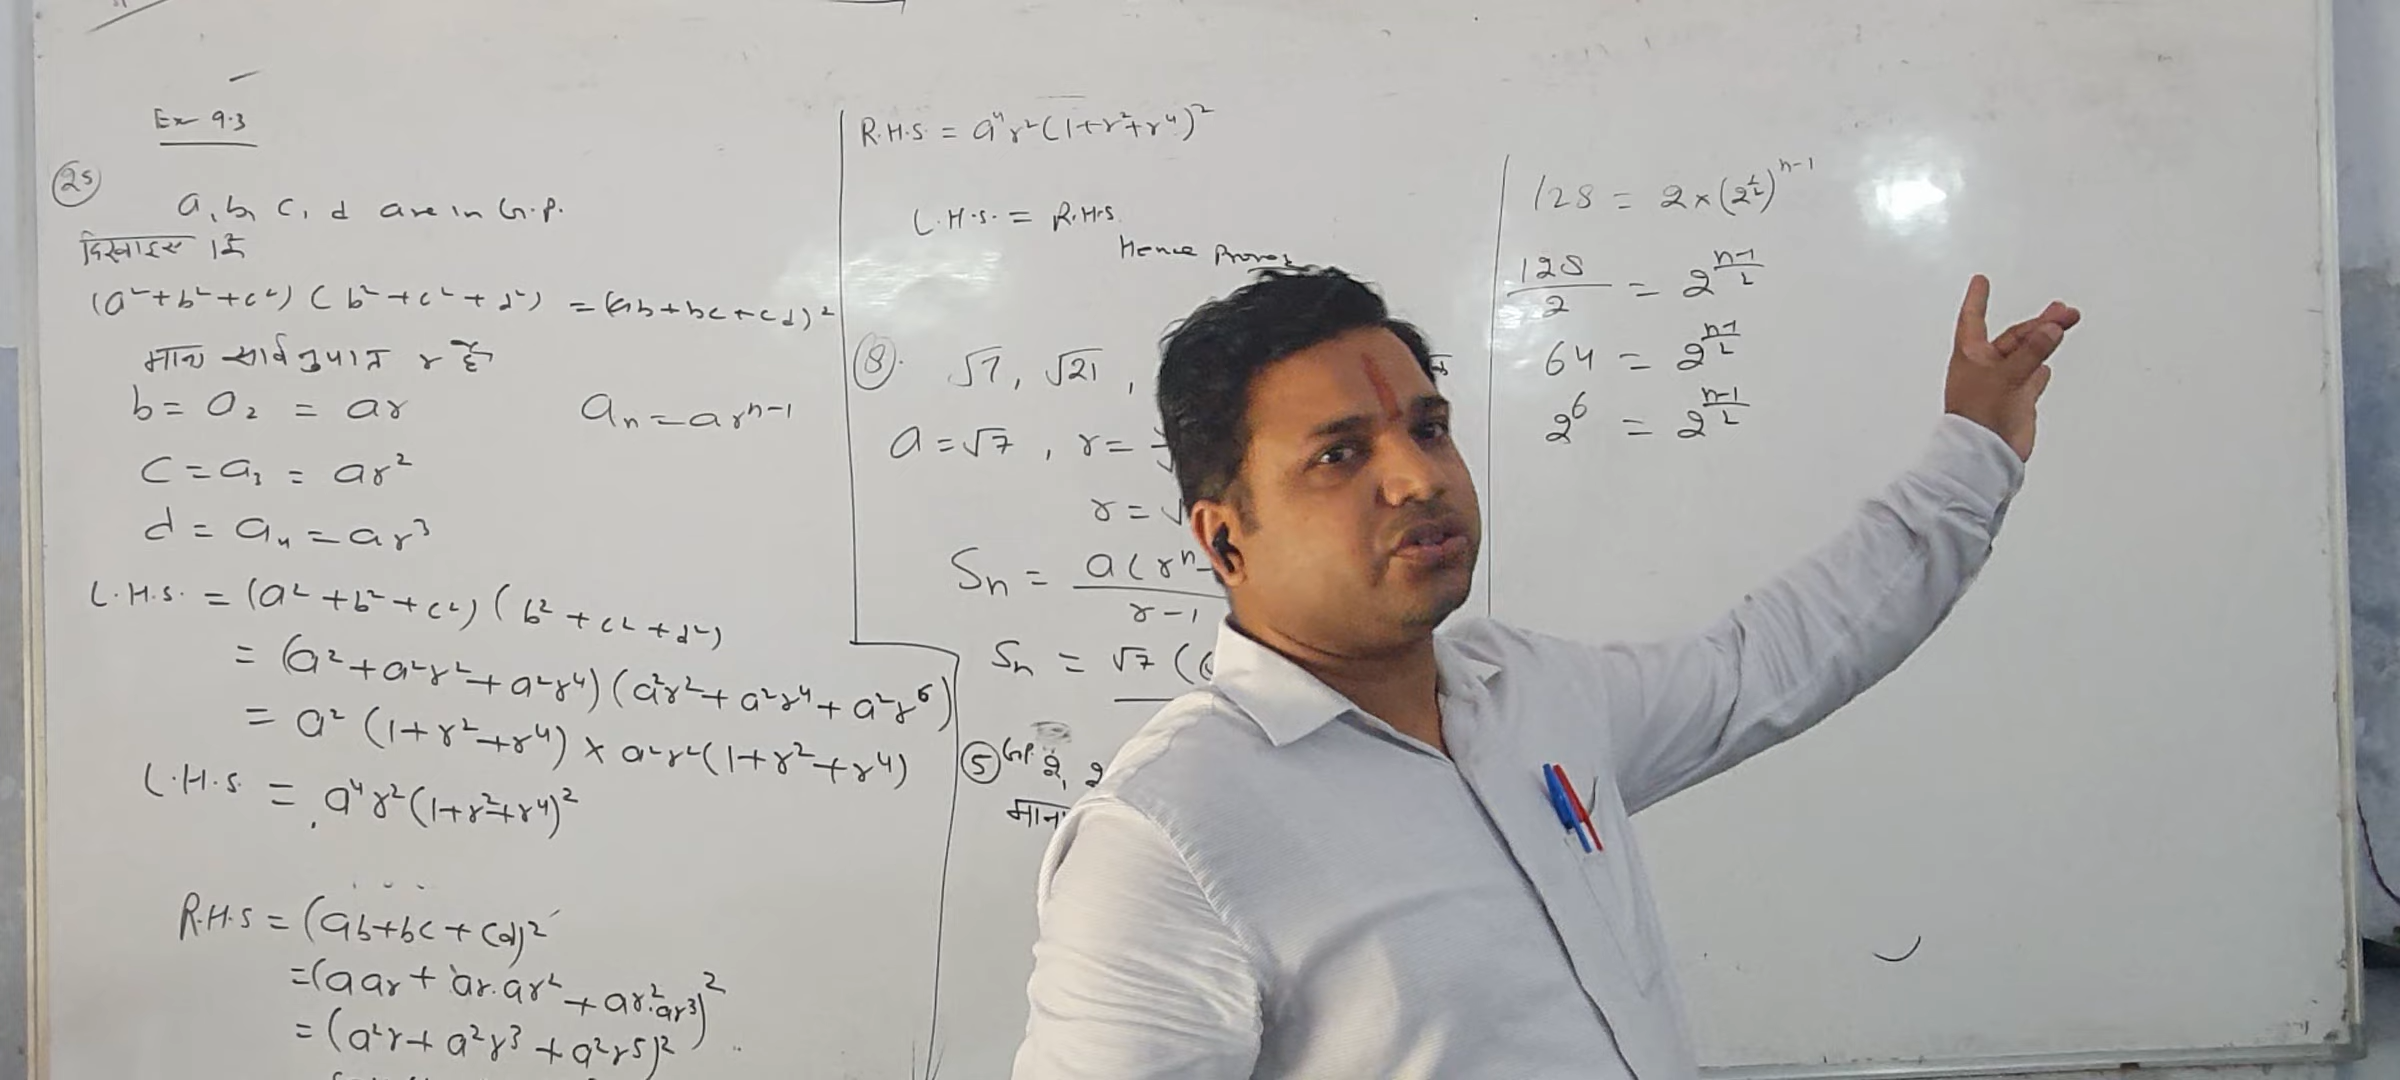 Ex 9.3
(25)
a, b, c, d are in G.P.
दिखाइए कि
(a²+b²+c²) (b²+c²+d²) = (ab+bc+cd)²
माना सार्वअनुपात r है
b = a₂ = ar
aₙ = arⁿ⁻¹
c = a₃ = ar²
d = a₄ = ar³
L.H.S. = (a²+b²+c²) (b²+c²+d²)
= (a²+a²r²+a²r⁴) (a²r²+a²r⁴+a²r⁶)
= a² (1+r²+r⁴) × a²r² (1+r²+r⁴)
L.H.S. = a⁴r² (1+r²+r⁴)²
R.H.S = (ab+bc+cd)²
= (aar + ar.ar² + ar².ar³)²
= (a²r + a²r³ + a²r⁵)²
R.H.S. = a⁴r² (1+r²+r⁴)²
L.H.S. = R.H.S.
Hence Proved
(8). √7, √21,
a = √7, r =
r = √
Sₙ = a(rⁿ-
r-1
Sₙ = √7 (
(5) G.P. 2, 2
माना
128 = 2×(2^½)ⁿ⁻¹
128/2 = 2^((n-1)/2)
64 = 2^((n-1)/2)
2⁶ = 2^((n-1)/2)